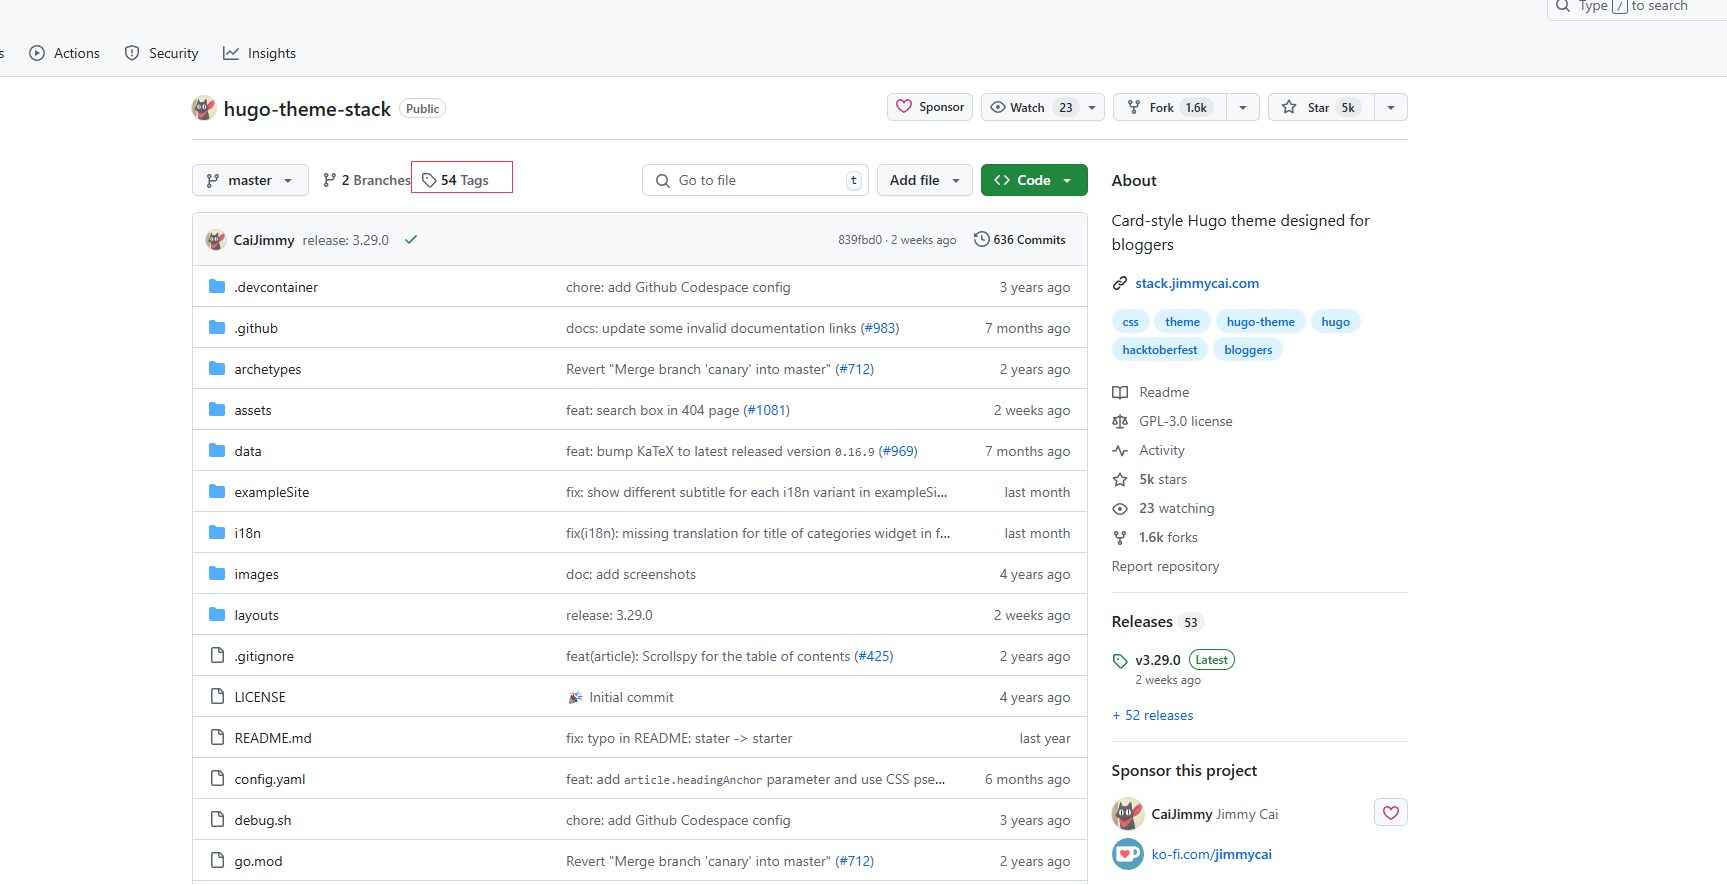 Type / to search
s Actions Security Insights
hugo-theme-stack Public Sponsor Watch 23 Fork 1.6k Star 5k
master 2 Branches 54 Tags Go to file t Add file Code
CaiJimmy release: 3.29.0 839fbd0 · 2 weeks ago 636 Commits
.devcontainer chore: add Github Codespace config 3 years ago
.github docs: update some invalid documentation links (#983) 7 months ago
archetypes Revert "Merge branch 'canary' into master" (#712) 2 years ago
assets feat: search box in 404 page (#1081) 2 weeks ago
data feat: bump KaTeX to latest released version 0.16.9 (#969) 7 months ago
exampleSite fix: show different subtitle for each i18n variant in exampleSi... last month
i18n fix(i18n): missing translation for title of categories widget in f... last month
images doc: add screenshots 4 years ago
layouts release: 3.29.0 2 weeks ago
.gitignore feat(article): Scrollspy for the table of contents (#425) 2 years ago
LICENSE 🎉 Initial commit 4 years ago
README.md fix: typo in README: stater -> starter last year
config.yaml feat: add article.headingAnchor parameter and use CSS pse... 6 months ago
debug.sh chore: add Github Codespace config 3 years ago
go.mod Revert "Merge branch 'canary' into master" (#712) 2 years ago
About
Card-style Hugo theme designed for
bloggers
stack.jimmycai.com
css theme hugo-theme hugo
hacktoberfest bloggers
Readme
GPL-3.0 license
Activity
5k stars
23 watching
1.6k forks
Report repository
Releases 53
v3.29.0 Latest
2 weeks ago
+ 52 releases
Sponsor this project
CaiJimmy Jimmy Cai
ko-fi.com/jimmycai